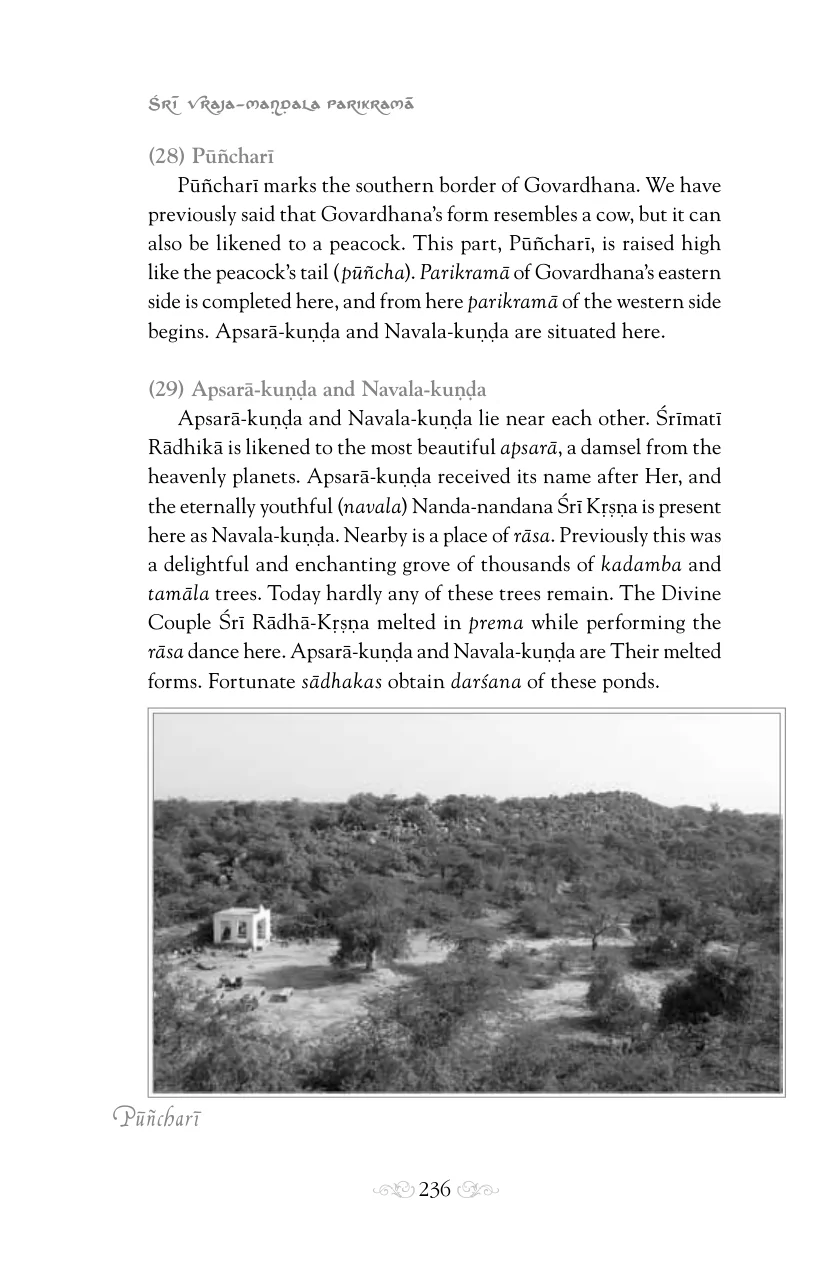 Śrī Vraja-maṇḍala Parikramā
(28) Pūñcharī
Pūñcharī marks the southern border of Govardhana. We have
previously said that Govardhana’s form resembles a cow, but it can
also be likened to a peacock. This part, Pūñcharī, is raised high
like the peacock’s tail (pūñcha). Parikramā of Govardhana’s eastern
side is completed here, and from here parikramā of the western side
begins. Apsarā-kuṇḍa and Navala-kuṇḍa are situated here.
(29) Apsarā-kuṇḍa and Navala-kuṇḍa
Apsarā-kuṇḍa and Navala-kuṇḍa lie near each other. Śrīmatī
Rādhikā is likened to the most beautiful apsarā, a damsel from the
heavenly planets. Apsarā-kuṇḍa received its name after Her, and
the eternally youthful (navala) Nanda-nandana Śrī Kṛṣṇa is present
here as Navala-kuṇḍa. Nearby is a place of rāsa. Previously this was
a delightful and enchanting grove of thousands of kadamba and
tamāla trees. Today hardly any of these trees remain. The Divine
Couple Śrī Rādhā-Kṛṣṇa melted in prema while performing the
rāsa dance here. Apsarā-kuṇḍa and Navala-kuṇḍa are Their melted
forms. Fortunate sādhakas obtain darśana of these ponds.
Pūñcharī
236